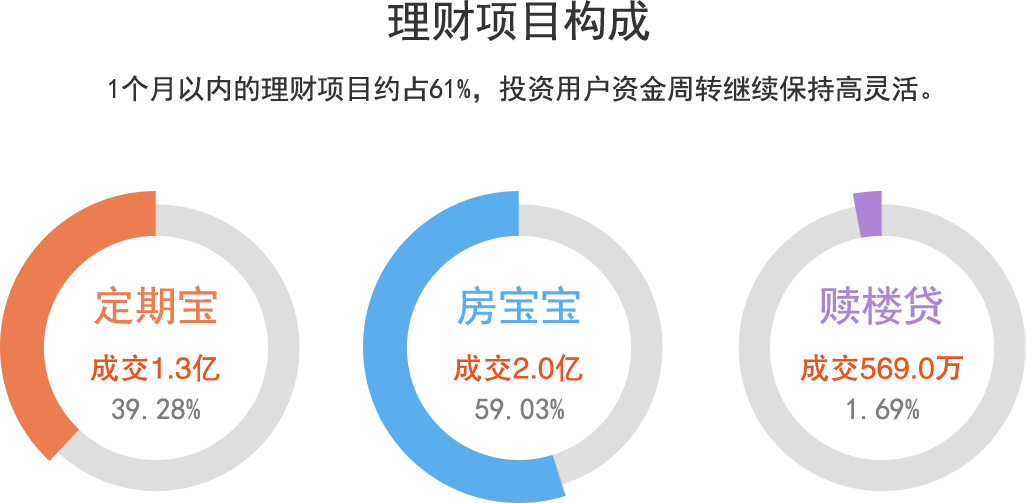 理财项目构成
1个月以内的理财项目约占61%，投资用户资金周转继续保持高灵活。
定期宝
成交1.3亿
39.28%
房宝宝
成交2.0亿
59.03%
赎楼贷
成交569.0万
1.69%